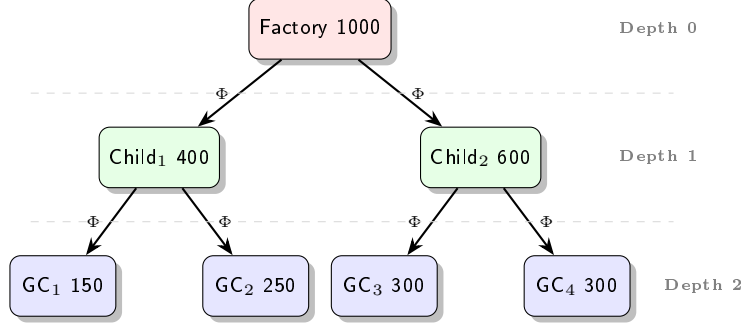 Factory 1000
Depth 0
Φ Φ
Child₁ 400
Child₂ 600
Depth 1
Φ Φ Φ Φ
GC₁ 150
GC₂ 250
GC₃ 300
GC₄ 300
Depth 2